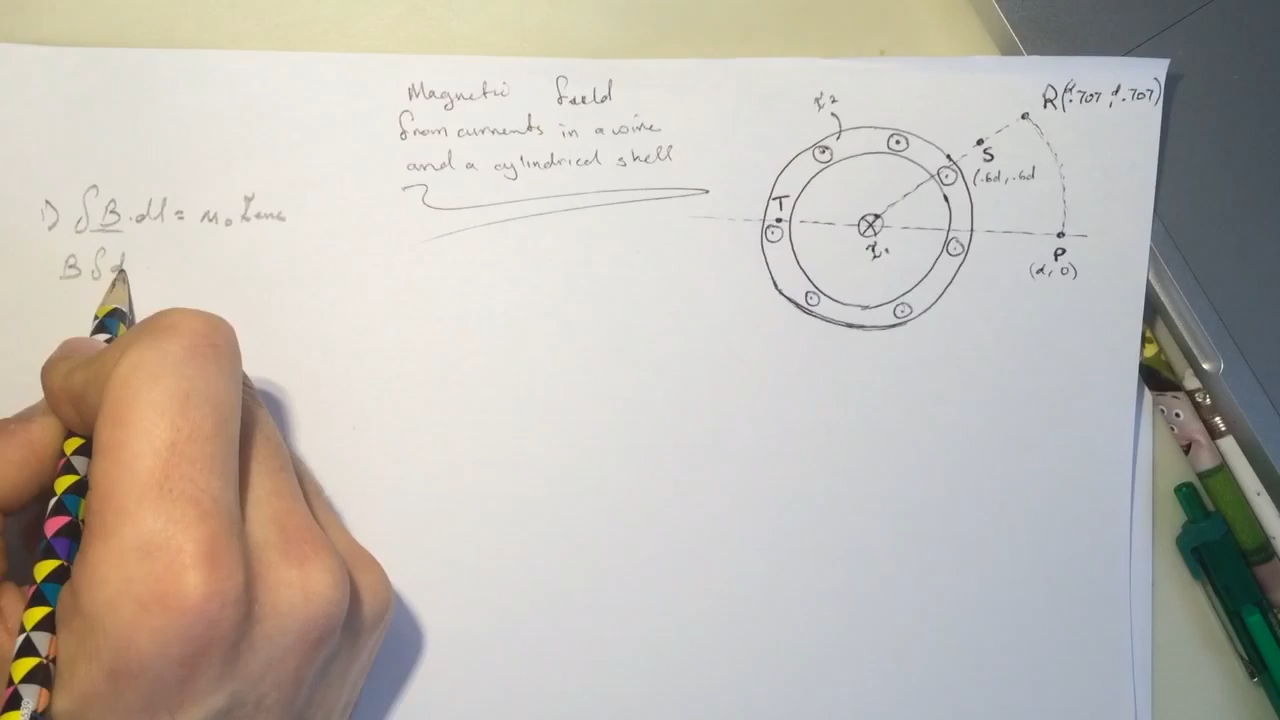 Magnetic field
from currents in a wire
and a cylindrical shell
1) ∮ B . dl = μ₀ Ienc
B ∮ d
I2
R(d.707, d.707)
S
(.6d, .6d
T
I1
P
(d, 0)